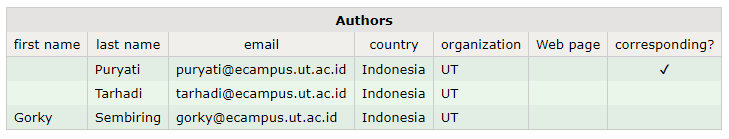 Authors
first name last name email country organization Web page corresponding?
Puryati puryati@ecampus.ut.ac.id Indonesia UT ✓
Tarhadi tarhadi@ecampus.ut.ac.id Indonesia UT
Gorky Sembiring gorky@ecampus.ut.ac.id Indonesia UT